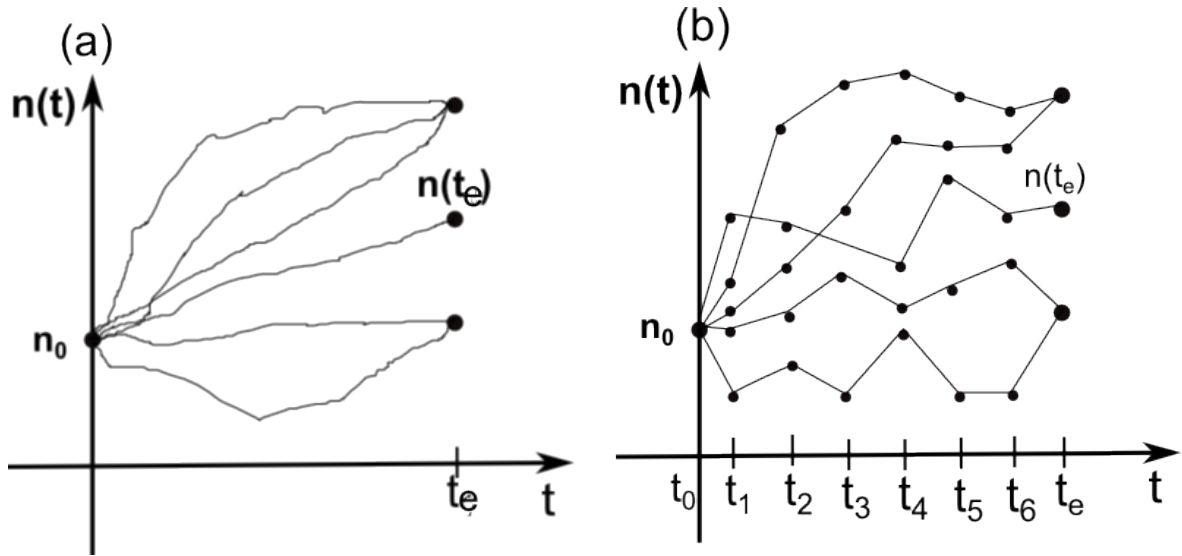 (a)
n(t)
n(te)
n0
te
t
(b)
n(t)
n(te)
n0
t0 t1 t2 t3 t4 t5 t6 te t